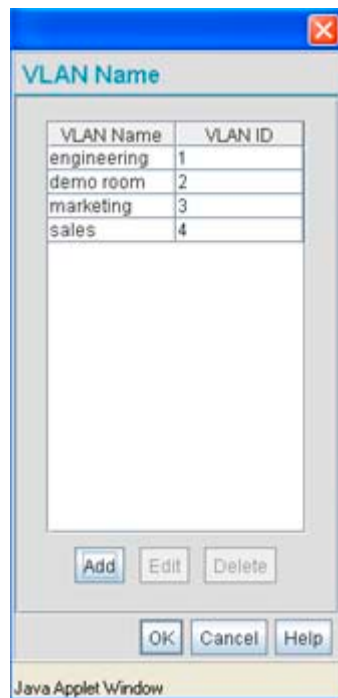 VLAN Name
VLAN Name VLAN ID
engineering 1
demo room 2
marketing 3
sales 4
Add Edit Delete
OK Cancel Help
Java Applet Window